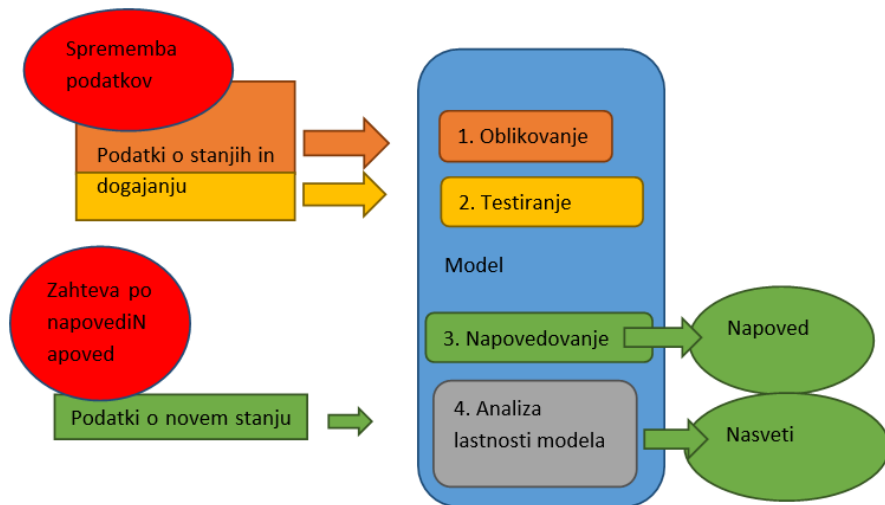 Sprememba
podatkov
Podatki o stanjih in
dogajanju
1. Oblikovanje
2. Testiranje
Model
Zahteva po
napovediN
apoved
3. Napovedovanje
Napoved
Podatki o novem stanju
4. Analiza
lastnosti modela
Nasveti